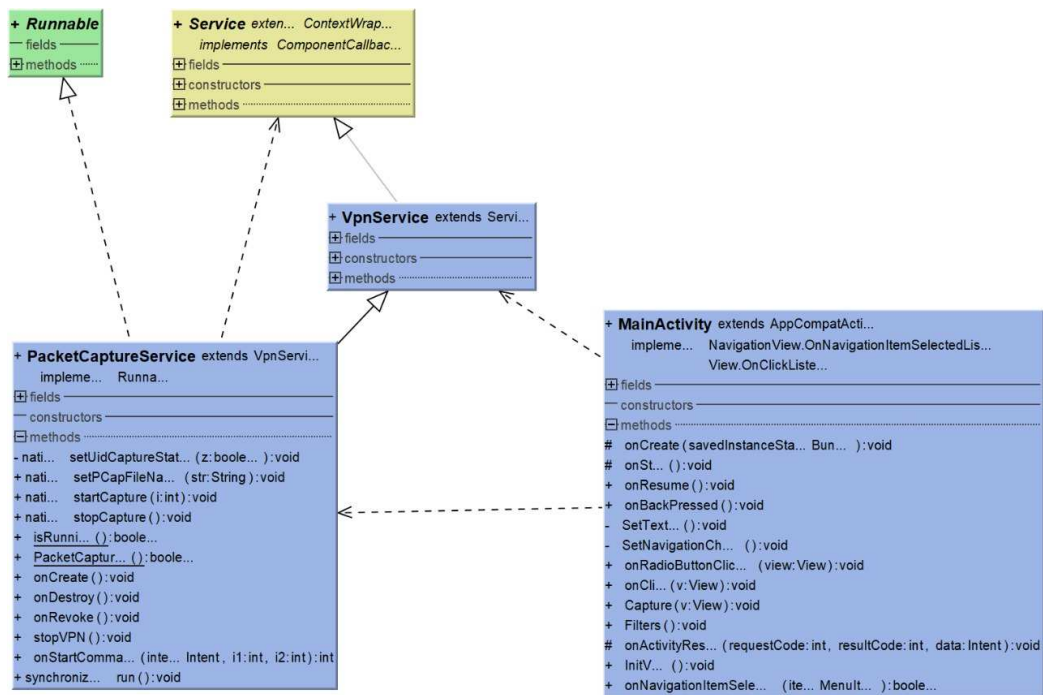 + Runnable
fields
methods
+ Service exten... ContextWrap...
implements ComponentCallbac...
fields
constructors
methods
+ VpnService extends Servi...
fields
constructors
methods
+ PacketCaptureService extends VpnServi...
impleme... Runna...
fields
constructors
methods
- nati... setUidCaptureStat... (z:boole... ):void
+ nati... setPCapFileNa... (str:String):void
+ nati... startCapture(i:int):void
+ nati... stopCapture():void
+ isRunni... ():boole...
+ PacketCaptur... ():boole...
+ onCreate():void
+ onDestroy():void
+ onRevoke():void
+ stopVPN():void
+ onStartComma... (inte... Intent, i1:int, i2:int):int
+ synchroniz... run():void
+ MainActivity extends AppCompatActi...
impleme... NavigationView.OnNavigationItemSelectedLis...
View.OnClickListe...
fields
constructors
methods
# onCreate(savedInstanceSta... Bun... ):void
# onSt... ():void
+ onResume():void
+ onBackPressed():void
- SetText... ():void
- SetNavigationCh... ():void
+ onRadioButtonClic... (view:View):void
+ onCli... (v:View):void
+ Capture(v:View):void
+ Filters():void
# onActivityRes... (requestCode:int, resultCode:int, data:Intent):void
+ InitV... ():void
+ onNavigationItemSele... (ite... MenuIt... ):boole...